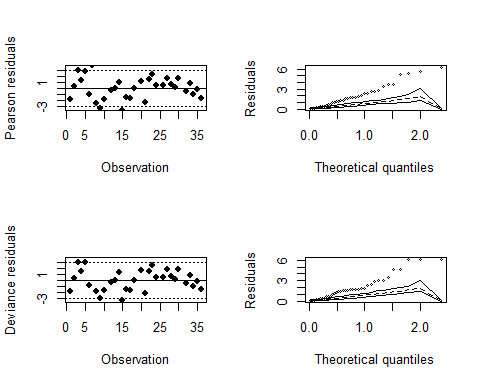 Pearson residuals
1
-3
0 5 15 25 35
Observation
Residuals
6
3
0
0.0 1.0 2.0
Theoretical quantiles
Deviance residuals
1
-3
0 5 15 25 35
Observation
Residuals
6
3
0
0.0 1.0 2.0
Theoretical quantiles